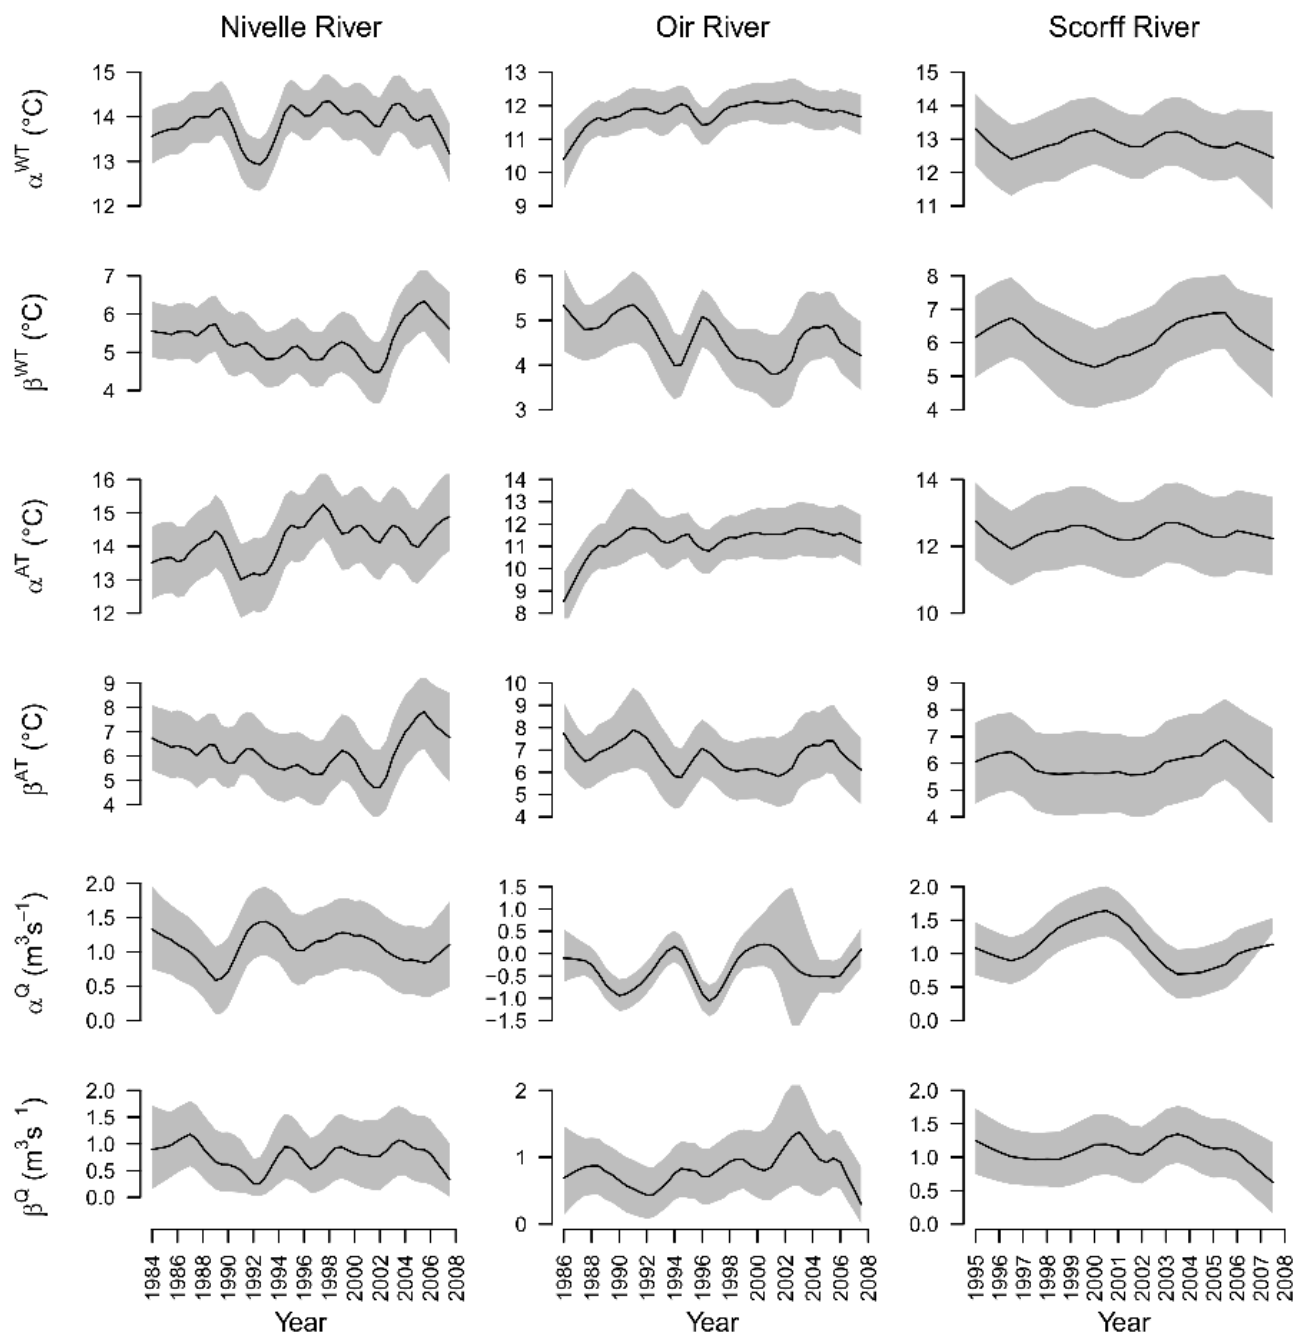 Nivelle River Oir River Scorff River
α^WT (°C) 15 14 13 12 13 12 11 10 9 15 14 13 12 11
β^WT (°C) 7 6 5 4 6 5 4 3 8 7 6 5 4
α^AT (°C) 16 15 14 13 12 14 13 12 11 10 9 8 14 12 10
β^AT (°C) 9 8 7 6 5 4 10 9 8 7 6 5 4 9 8 7 6 5 4
α^Q (m³s⁻¹) 2.0 1.5 1.0 0.5 0.0 1.5 1.0 0.5 0.0 −0.5 −1.0 −1.5 2.0 1.5 1.0 0.5 0.0
β^Q (m³s ¹) 2.0 1.5 1.0 0.5 0.0 2 1 0 2.0 1.5 1.0 0.5 0.0
1984 1986 1988 1990 1992 1994 1996 1998 2000 2002 2004 2006 2008 1986 1988 1990 1992 1994 1996 1998 2000 2002 2004 2006 2008 1995 1996 1997 1998 1999 2000 2001 2002 2003 2004 2005 2006 2007 2008
Year Year Year